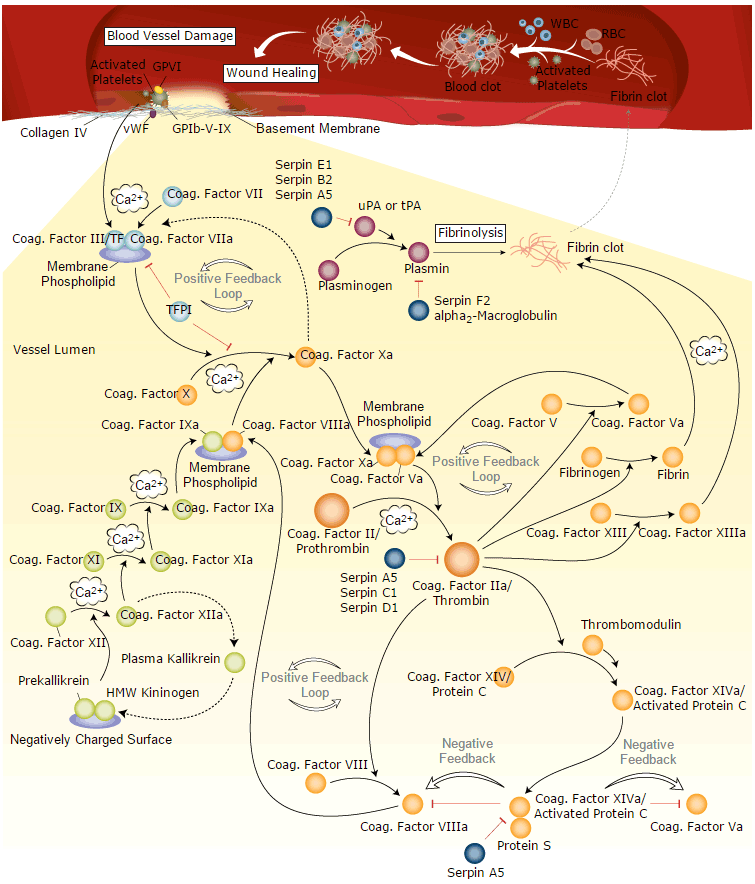 Blood Vessel Damage
WBC
RBC
Activated
Platelets
GPVI
Wound Healing
Activated
Platelets
Blood clot
Fibrin clot
Collagen IV
vWF
GPIb-V-IX
Basement Membrane
Serpin E1
Serpin B2
Serpin A5
Ca2+
Coag. Factor VII
uPA or tPA
Fibrinolysis
Coag. Factor III/TF
Coag. Factor VIIa
Fibrin clot
Membrane
Phospholipid
Plasmin
Positive Feedback
Loop
Plasminogen
TFPI
Serpin F2
alpha2-Macroglobulin
Vessel Lumen
Coag. Factor Xa
Ca2+
Ca2+
Coag. Factor X
Membrane
Phospholipid
Coag. Factor IXa
Coag. Factor VIIIa
Coag. Factor V
Coag. Factor Va
Membrane
Phospholipid
Coag. Factor Xa
Coag. Factor Va
Positive Feedback
Loop
Fibrinogen
Fibrin
Ca2+
Coag. Factor IX
Coag. Factor IXa
Ca2+
Coag. Factor II/
Prothrombin
Coag. Factor XIII
Coag. Factor XIIIa
Ca2+
Coag. Factor XI
Coag. Factor XIa
Serpin A5
Serpin C1
Serpin D1
Coag. Factor IIa/
Thrombin
Ca2+
Coag. Factor XIIa
Coag. Factor XII
Thrombomodulin
Plasma Kallikrein
Prekallikrein
HMW Kininogen
Positive Feedback
Loop
Coag. Factor XIV/
Protein C
Coag. Factor XIVa/
Activated Protein C
Negatively Charged Surface
Negative
Feedback
Negative
Feedback
Coag. Factor VIII
Coag. Factor XIVa/
Activated Protein C
Coag. Factor VIIIa
Coag. Factor Va
Protein S
Serpin A5